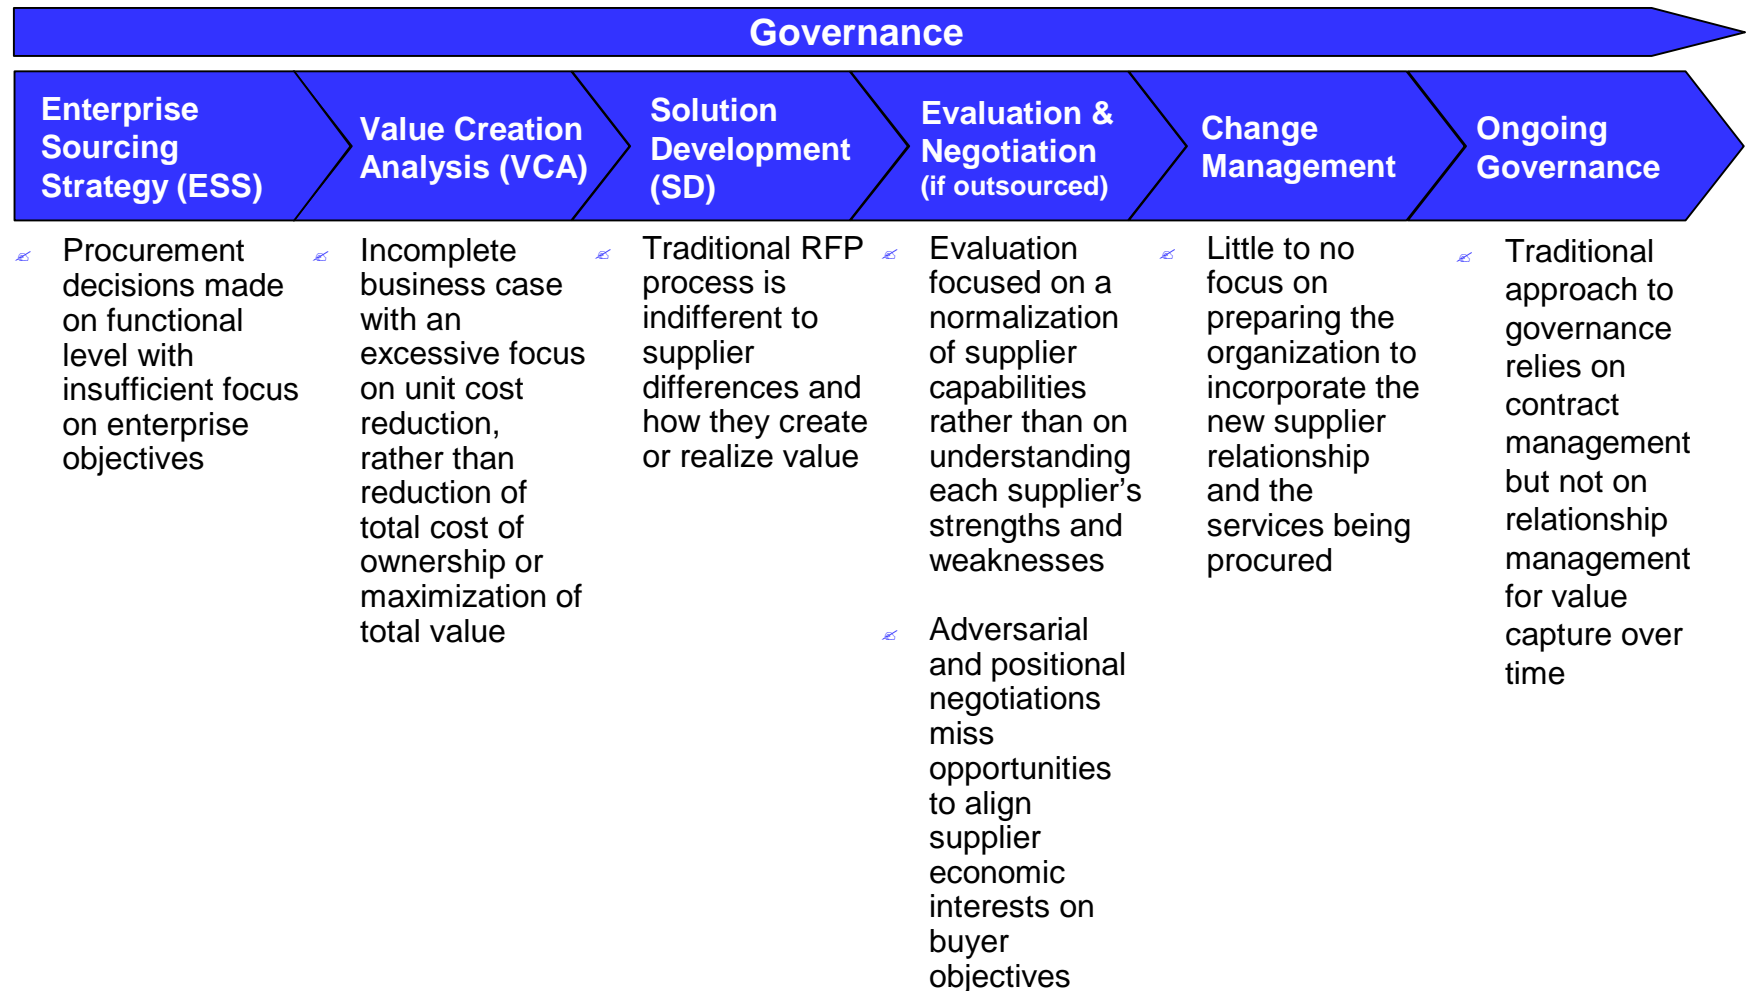 Governance
Enterprise
Sourcing
Strategy (ESS)
Value Creation
Analysis (VCA)
Solution
Development
(SD)
Evaluation &
Negotiation
(if outsourced)
Change
Management
Ongoing
Governance
Procurement
decisions made
on functional
level with
insufficient focus
on enterprise
objectives
Incomplete
business case
with an
excessive focus
on unit cost
reduction,
rather than
reduction of
total cost of
ownership or
maximization of
total value
Traditional RFP
process is
indifferent to
supplier
differences and
how they create
or realize value
Evaluation
focused on a
normalization
of supplier
capabilities
rather than on
understanding
each supplier’s
strengths and
weaknesses
Adversarial
and positional
negotiations
miss
opportunities
to align
supplier
economic
interests on
buyer
objectives
Little to no
focus on
preparing the
organization to
incorporate the
new supplier
relationship
and the
services being
procured
Traditional
approach to
governance
relies on
contract
management
but not on
relationship
management
for value
capture over
time